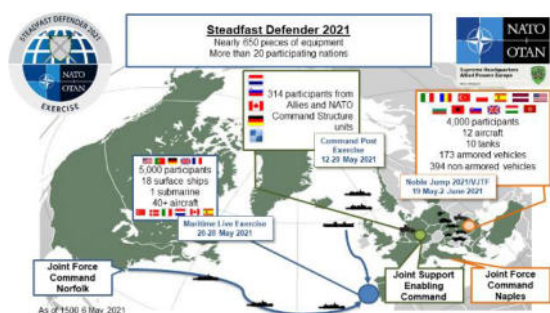 Steadfast Defender 2021
Nearly 650 pieces of equipment
More than 20 participating nations
STEADFAST DEFENDER 2021
NATO
OTAN
EXERCISE
NATO
OTAN
Supreme Headquarters
Allied Powers Europe
314 participants from
Allies and NATO
Command Structure
units
Command Post
Exercise
12-20 May 2021
4,000 participants
12 aircraft
10 tanks
173 armored vehicles
394 non-armored vehicles
Noble Jump 2021/VJTF
19 May-2 June 2021
5,000 participants
18 surface ships
1 submarine
40+ aircraft
Maritime Live Exercise
20-28 May 2021
Joint Force
Command
Norfolk
Joint Support
Enabling
Command
Joint Force
Command
Naples
As of 1500 6 May 2021